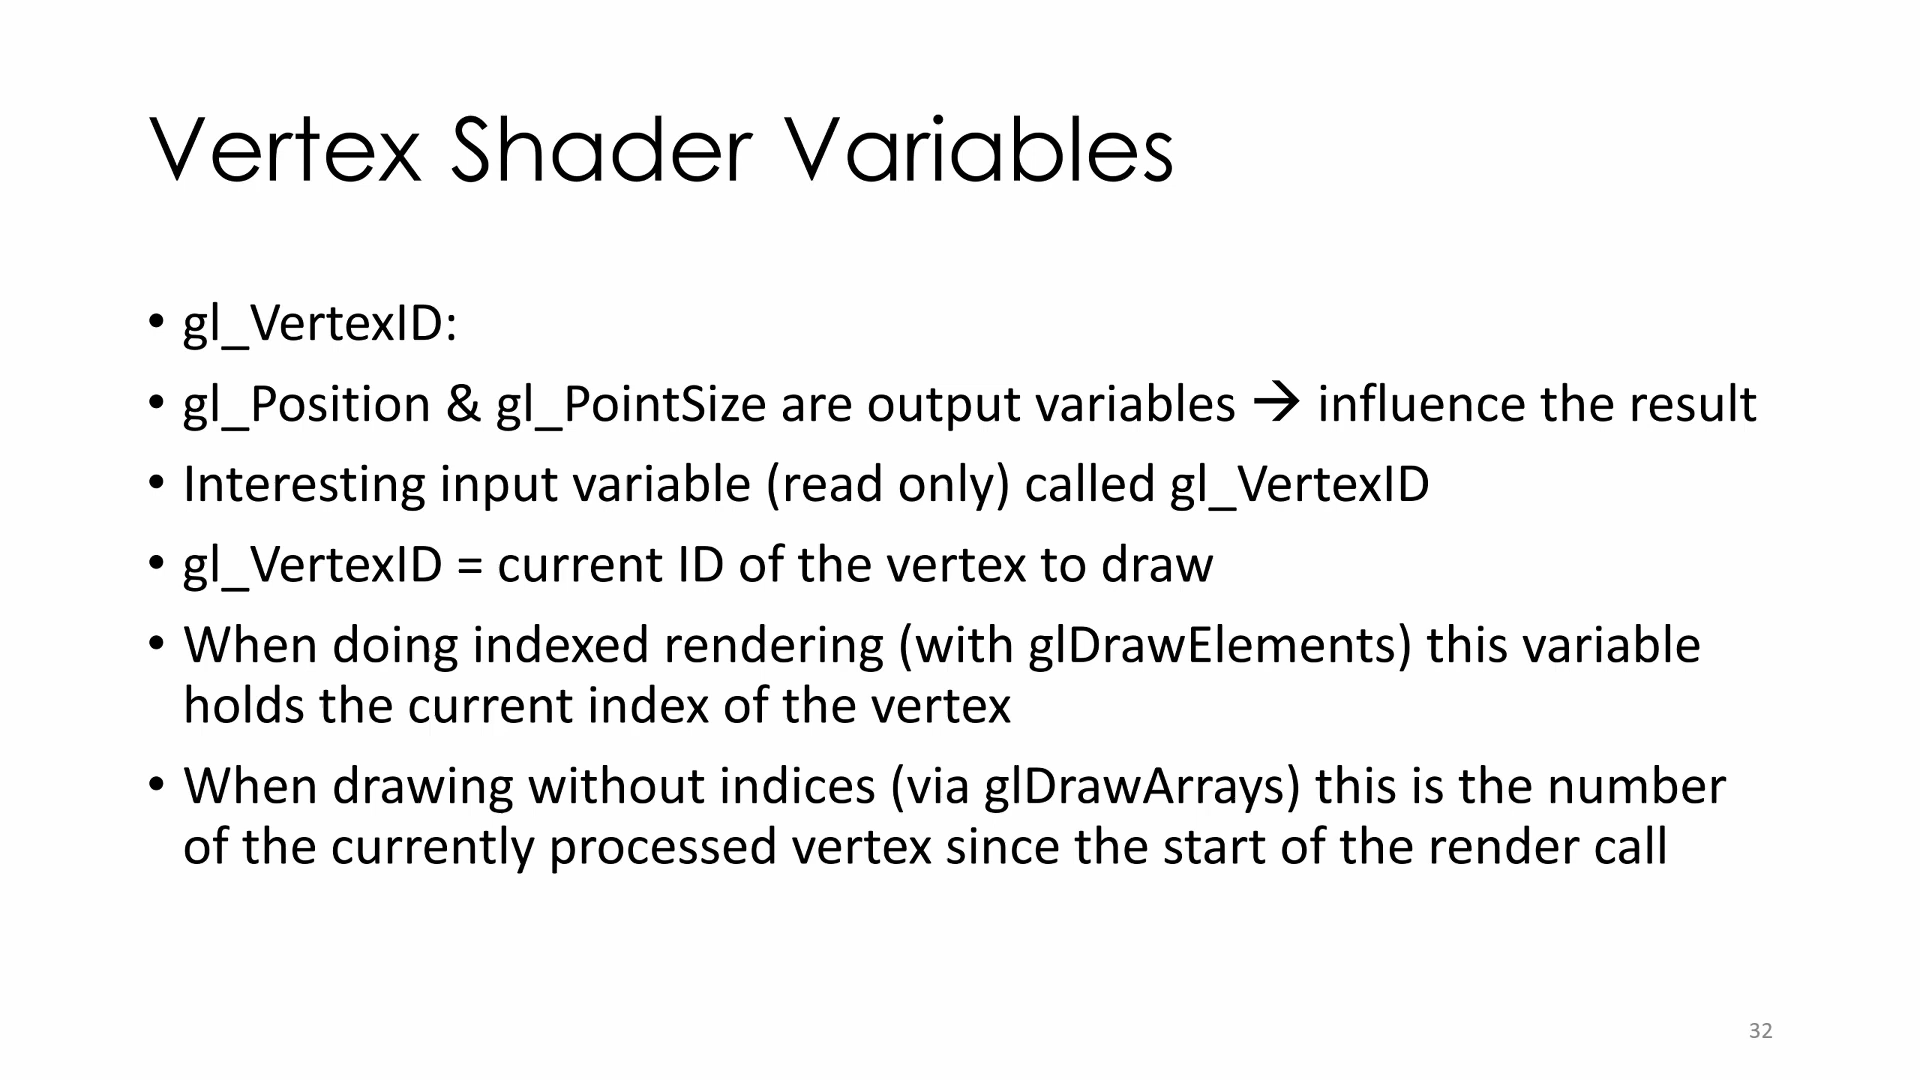 Vertex Shader Variables
• gl_VertexID:
• gl_Position & gl_PointSize are output variables → influence the result
• Interesting input variable (read only) called gl_VertexID
• gl_VertexID = current ID of the vertex to draw
• When doing indexed rendering (with glDrawElements) this variable
holds the current index of the vertex
• When drawing without indices (via glDrawArrays) this is the number
of the currently processed vertex since the start of the render call
32